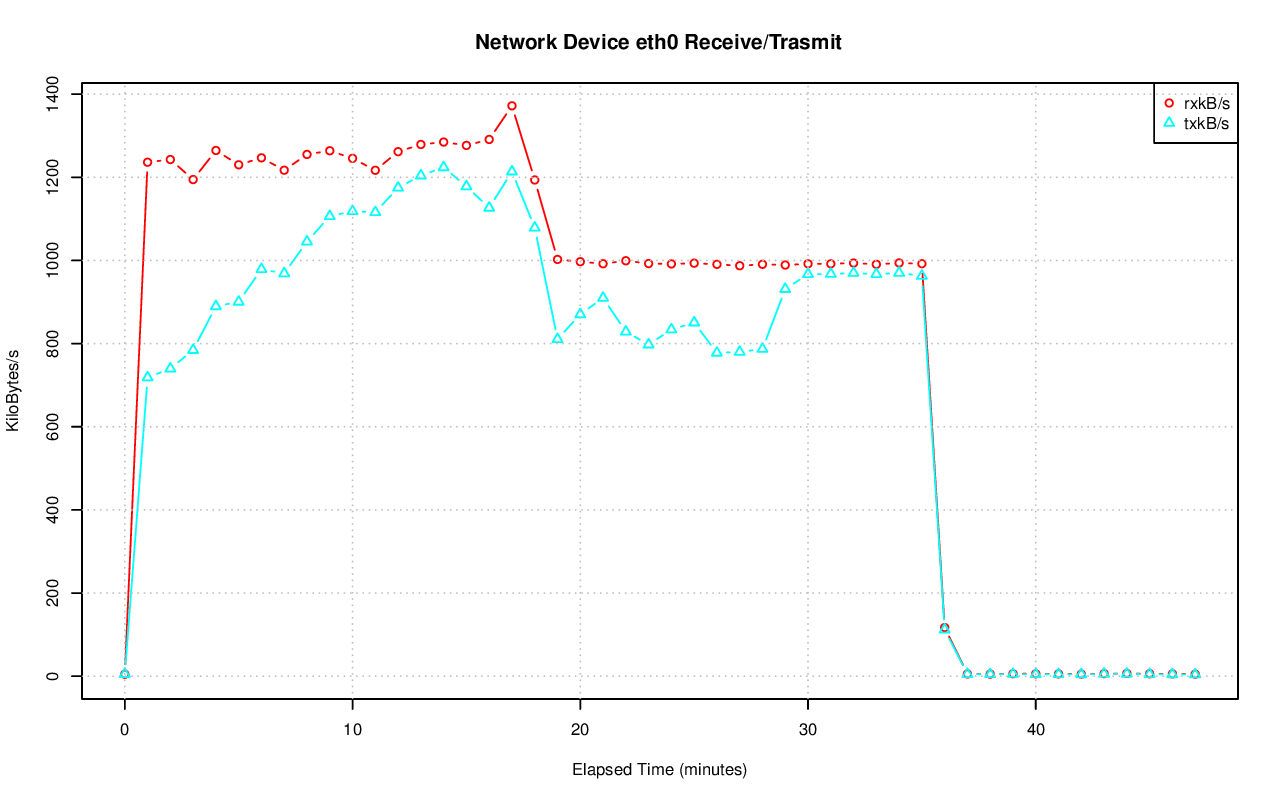 Network Device eth0 Receive/Trasmit
rxkB/s
txkB/s
KiloBytes/s
1400
1200
1000
800
600
400
200
0
0 10 20 30 40
Elapsed Time (minutes)